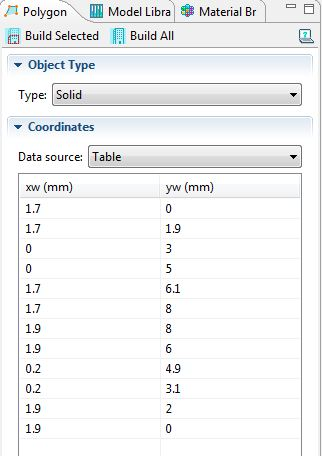 Polygon Model Libra Material Br
Build Selected Build All
Object Type
Type: Solid
Coordinates
Data source: Table
xw (mm) yw (mm)
1.7 0
1.7 1.9
0 3
0 5
1.7 6.1
1.7 8
1.9 8
1.9 6
0.2 4.9
0.2 3.1
1.9 2
1.9 0